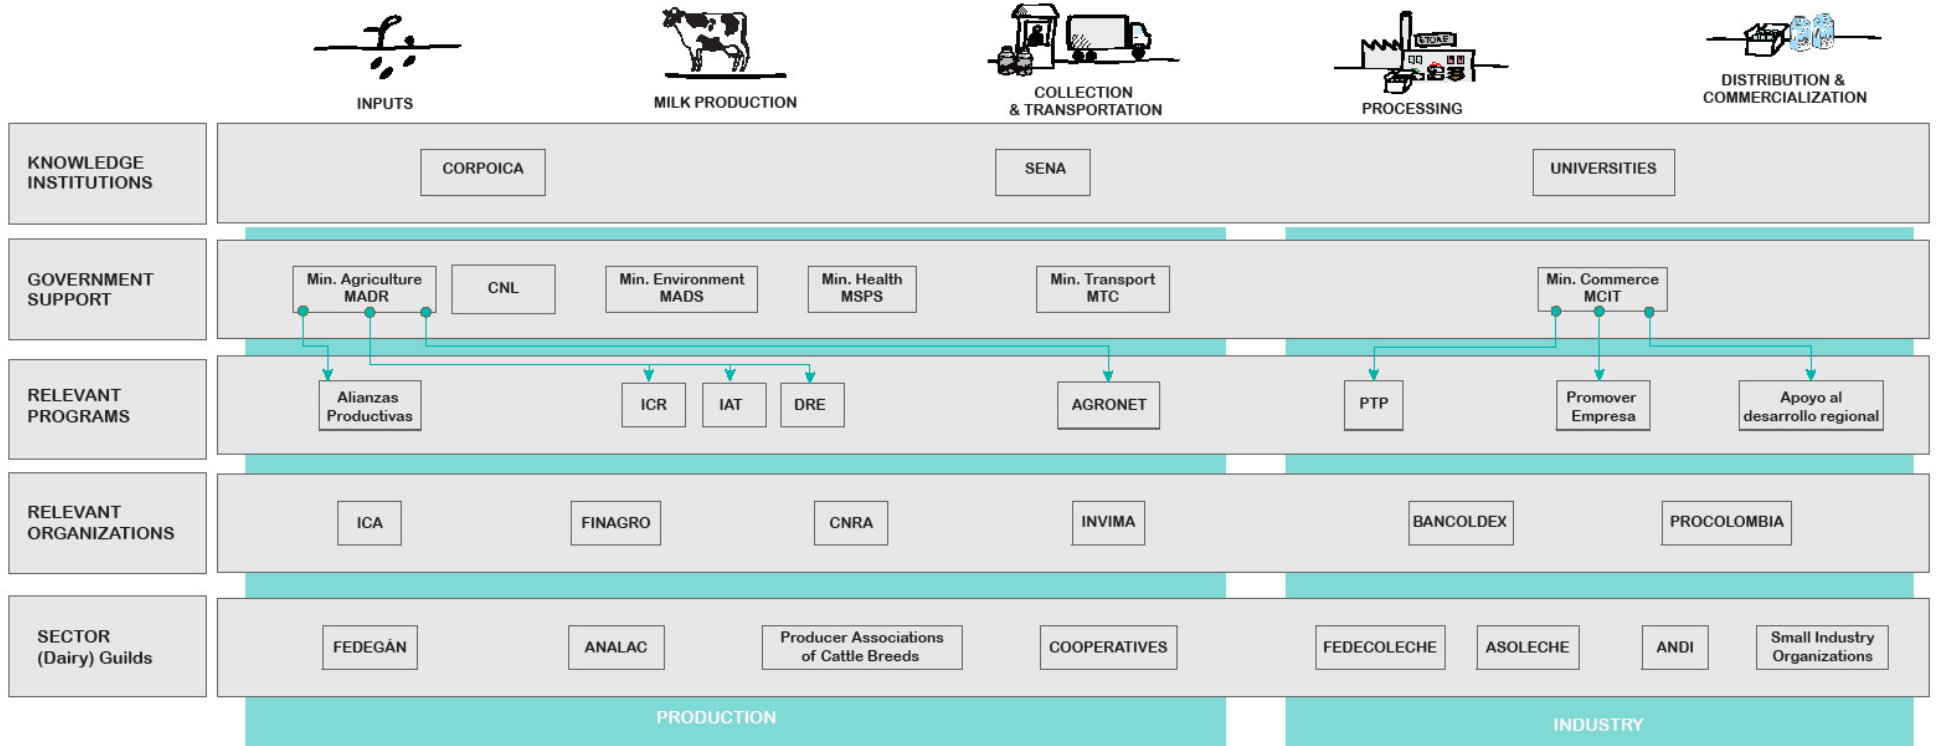 STORE
INPUTS
MILK PRODUCTION
COLLECTION
& TRANSPORTATION
PROCESSING
DISTRIBUTION &
COMMERCIALIZATION
KNOWLEDGE
INSTITUTIONS
CORPOICA
SENA
UNIVERSITIES
GOVERNMENT
SUPPORT
Min. Agriculture
MADR
CNL
Min. Environment
MADS
Min. Health
MSPS
Min. Transport
MTC
Min. Commerce
MCIT
RELEVANT
PROGRAMS
Alianzas
Productivas
ICR
IAT
DRE
AGRONET
PTP
Promover
Empresa
Apoyo al
desarrollo regional
RELEVANT
ORGANIZATIONS
ICA
FINAGRO
CNRA
INVIMA
BANCOLDEX
PROCOLOMBIA
SECTOR
(Dairy) Guilds
FEDEGÁN
ANALAC
Producer Associations
of Cattle Breeds
COOPERATIVES
FEDECOLECHE
ASOLECHE
ANDI
Small Industry
Organizations
PRODUCTION
INDUSTRY